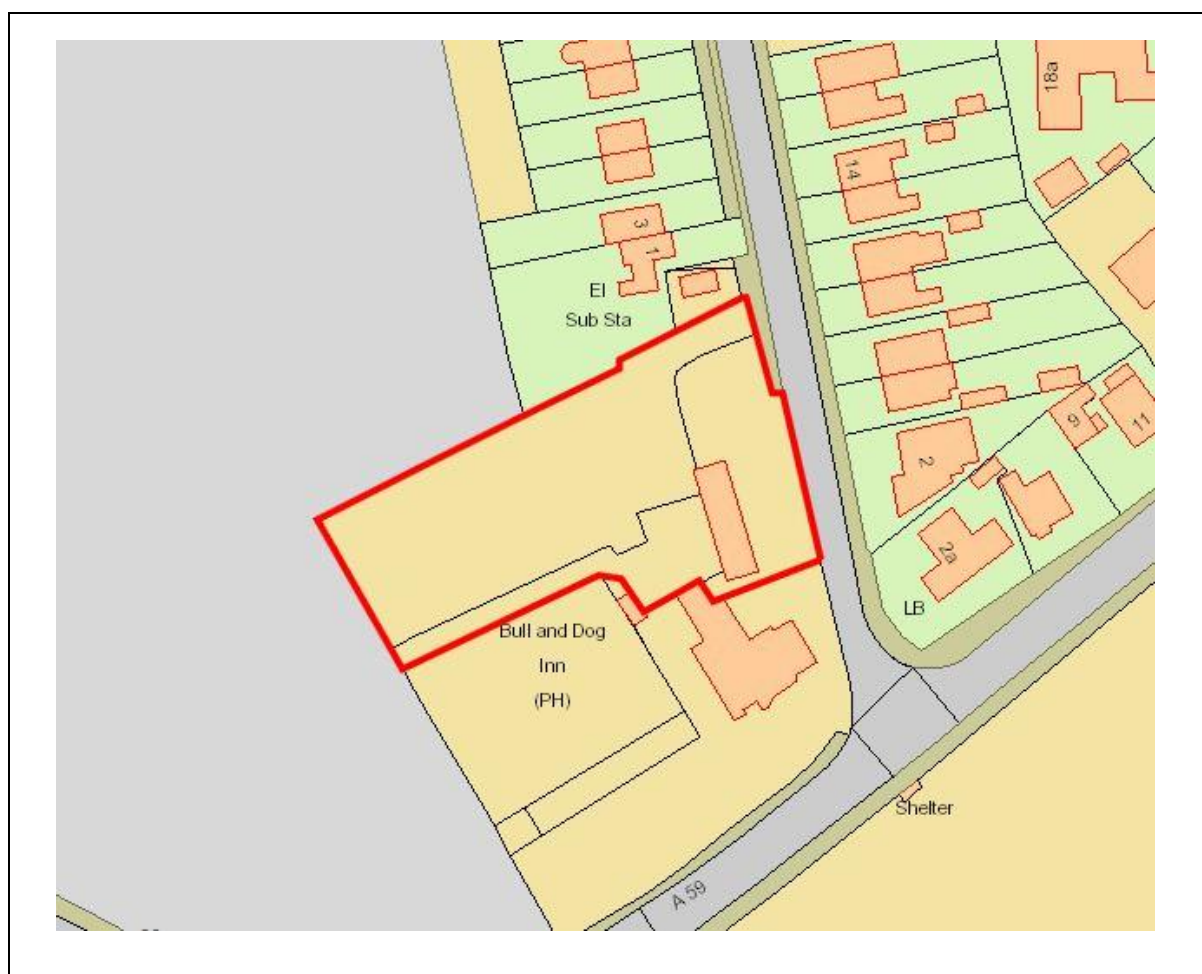 18a
14
3
1
El
Sub Sta
2
9
11
2a
LB
Bull and Dog
Inn
(PH)
Shelter
A 59